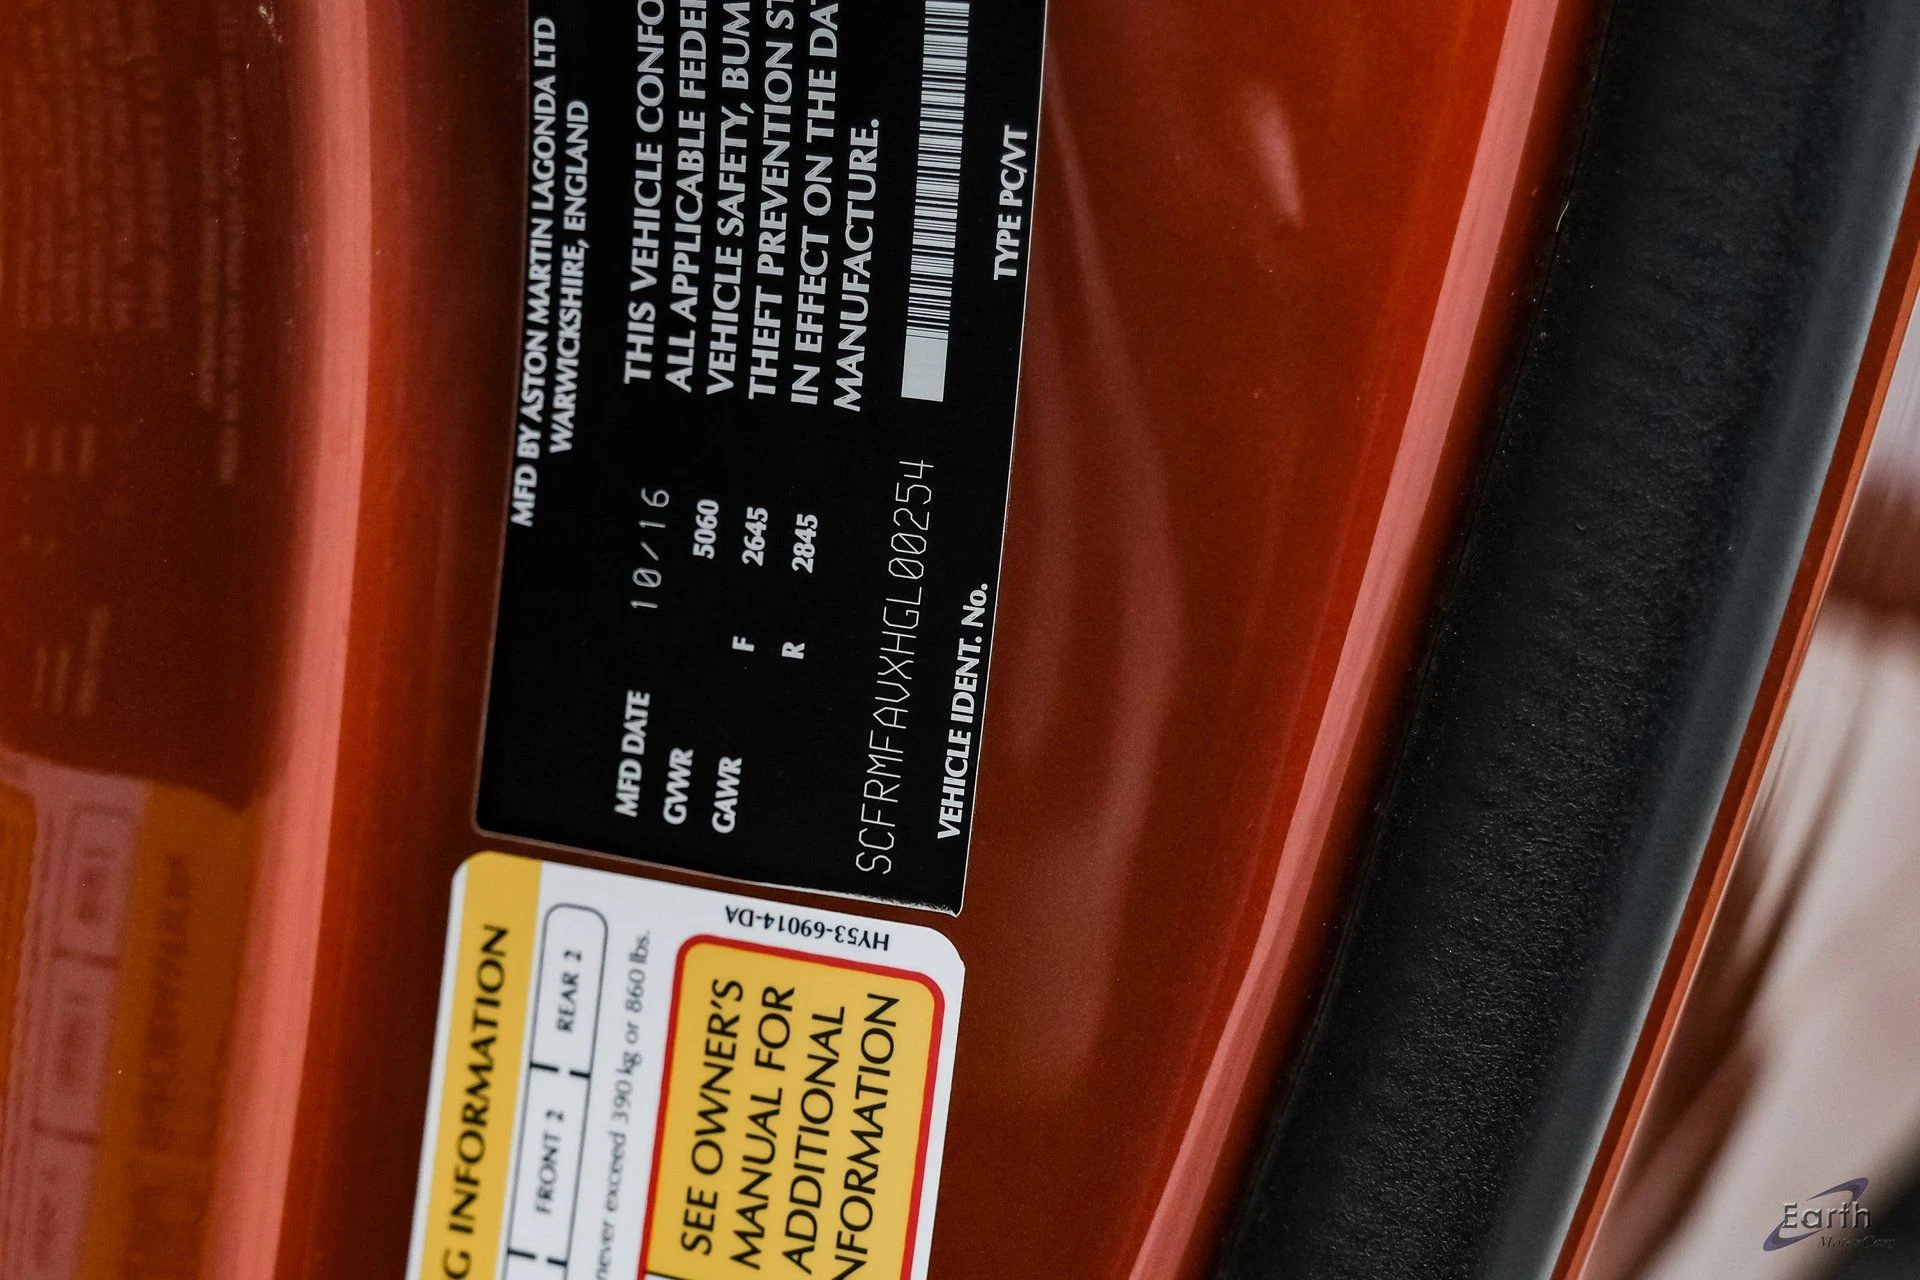 MFD BY ASTON MARTIN LAGONDA LTD
WARWICKSHIRE, ENGLAND
MFD DATE 10/16
GVWR 5060
GAWR F 2645
R 2845
THIS VEHICLE CONFO
ALL APPLICABLE FEDER
VEHICLE SAFETY, BUM
THEFT PREVENTION ST
IN EFFECT ON THE DA
MANUFACTURE.
SCFRMFAVXHGL00254
VEHICLE IDENT. No.
TYPE PC/VT
G INFORMATION
FRONT 2 REAR 2
never exceed 390 kg or 860 lbs.
SEE OWNER'S
MANUAL FOR
ADDITIONAL
NFORMATION
HY53-69014-DA
Earth
MotorCars